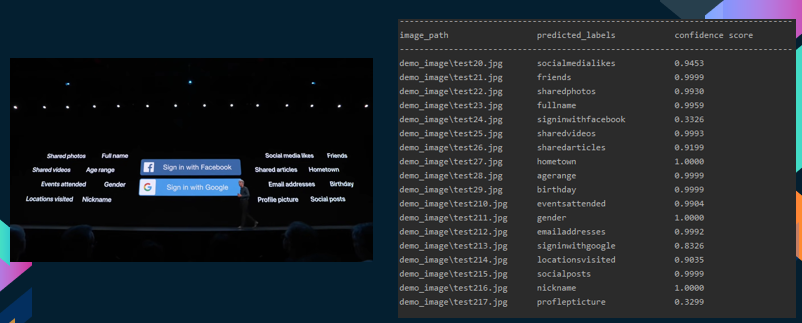 Shared photos Full name
Shared videos Age range
Events attended Gender
Locations visited Nickname
Sign in with Facebook
Sign in with Google
Social media likes Friends
Shared articles Hometown
Email addresses Birthday
Profile picture Social posts
image_path predicted_labels confidence score
demo_image\test20.jpg socialmedialikes 0.9453
demo_image\test21.jpg friends 0.9999
demo_image\test22.jpg sharedphotos 0.9930
demo_image\test23.jpg fullname 0.9959
demo_image\test24.jpg signinwithfacebook 0.3326
demo_image\test25.jpg sharedvideos 0.9993
demo_image\test26.jpg sharedarticles 0.9199
demo_image\test27.jpg hometown 1.0000
demo_image\test28.jpg agerange 0.9999
demo_image\test29.jpg birthday 0.9999
demo_image\test210.jpg eventsattended 0.9904
demo_image\test211.jpg gender 1.0000
demo_image\test212.jpg emailaddresses 0.9992
demo_image\test213.jpg signinwithgoogle 0.8326
demo_image\test214.jpg locationsvisited 0.9035
demo_image\test215.jpg socialposts 0.9999
demo_image\test216.jpg nickname 1.0000
demo_image\test217.jpg proflepticture 0.3299